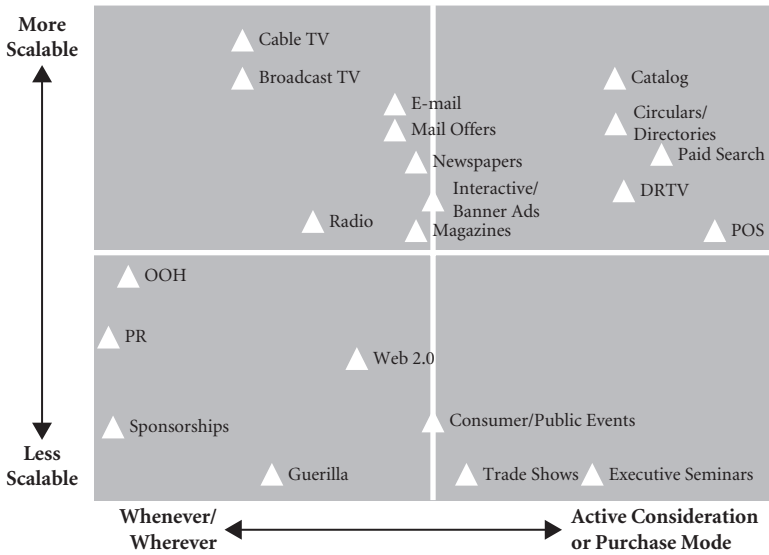 More
Scalable
Cable TV
Broadcast TV
Catalog
E-mail
Circulars/
Directories
Mail Offers
Paid Search
Newspapers
Interactive/
Banner Ads
DRTV
Radio
Magazines
POS
OOH
PR
Web 2.0
Sponsorships
Consumer/Public Events
Less
Scalable
Guerilla
Trade Shows
Executive Seminars
Whenever/
Wherever
Active Consideration
or Purchase Mode